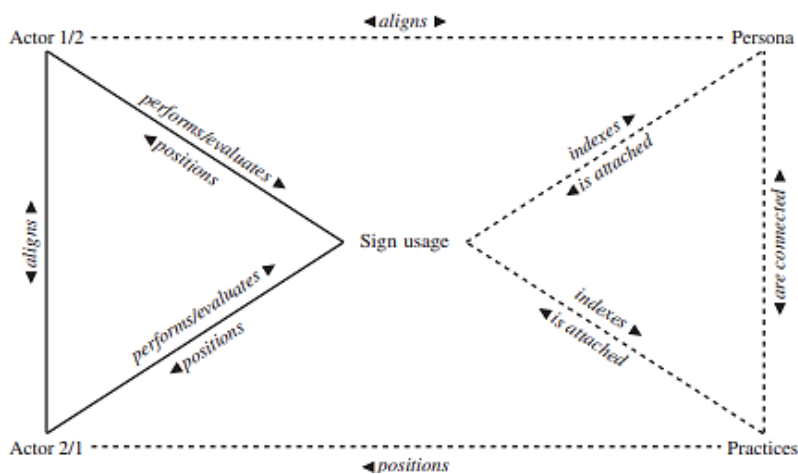 ◄aligns►
Actor 1/2
Persona
performs/evaluates►
◄positions
indexes►
◄is attached
◄aligns►
Sign usage
◄are connected►
performs/evaluates►
◄positions
indexes►
◄is attached
Actor 2/1
Practices
◄positions